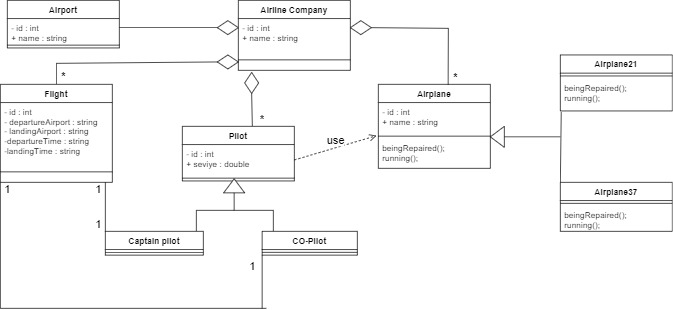 Airport
- id : int
+ name : string
Airline Company
- id : int
+ name : string
*
*
*
Flight
- id : int
- departureAirport : string
- landingAirport : string
-departureTime : string
-landingTime : string
Airplane
- id : int
+ name : string
beingRepaired();
running();
Airplane21
beingRepaired();
running();
Pilot
- id : int
+ seviye : double
use
1
1
1
Captain pilot
CO-Pilot
1
Airplane37
beingRepaired();
running();